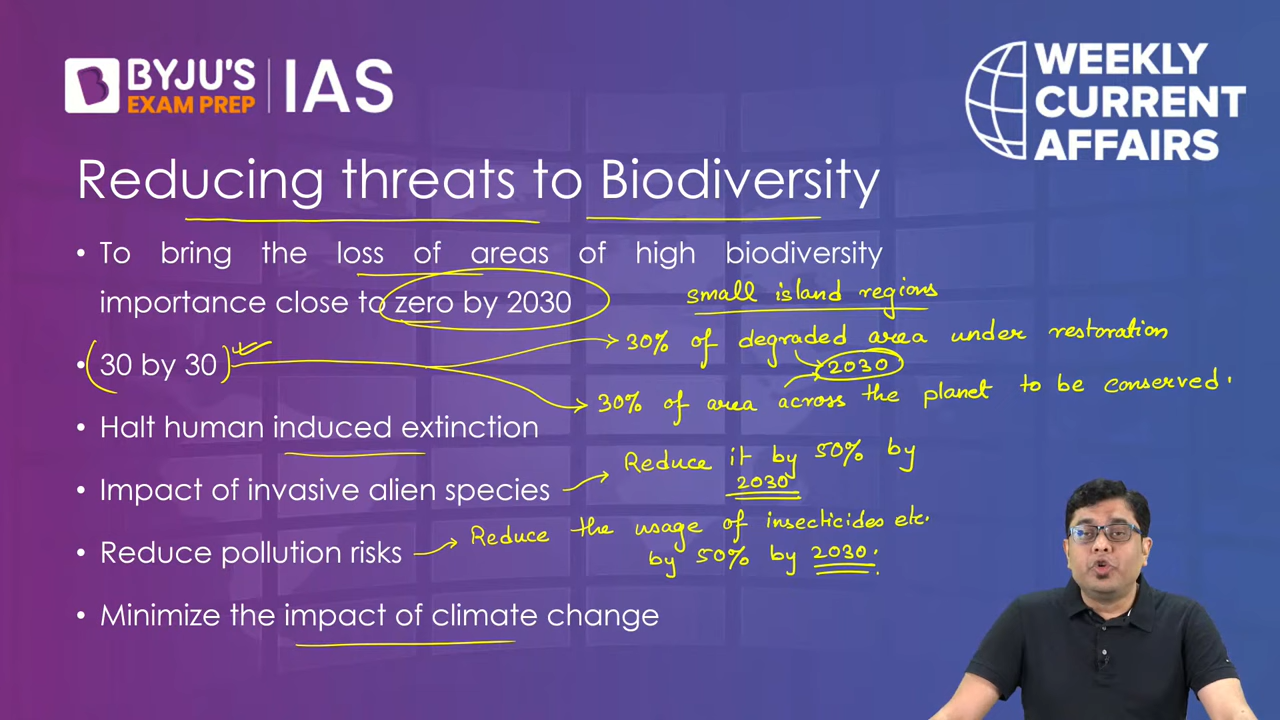 BYJU'S
EXAM PREP
IAS
WEEKLY
CURRENT
AFFAIRS
Reducing threats to Biodiversity
• To bring the loss of areas of high biodiversity
importance close to zero by 2030
small island regions
30% of degraded area under restoration
• (30 by 30)
2030
30% of area across the planet to be conserved.
• Halt human induced extinction
Reduce it by 50% by
2030
• Impact of invasive alien species
Reduce the usage of insecticides etc.
• Reduce pollution risks
by 50% by 2030.
• Minimize the impact of climate change